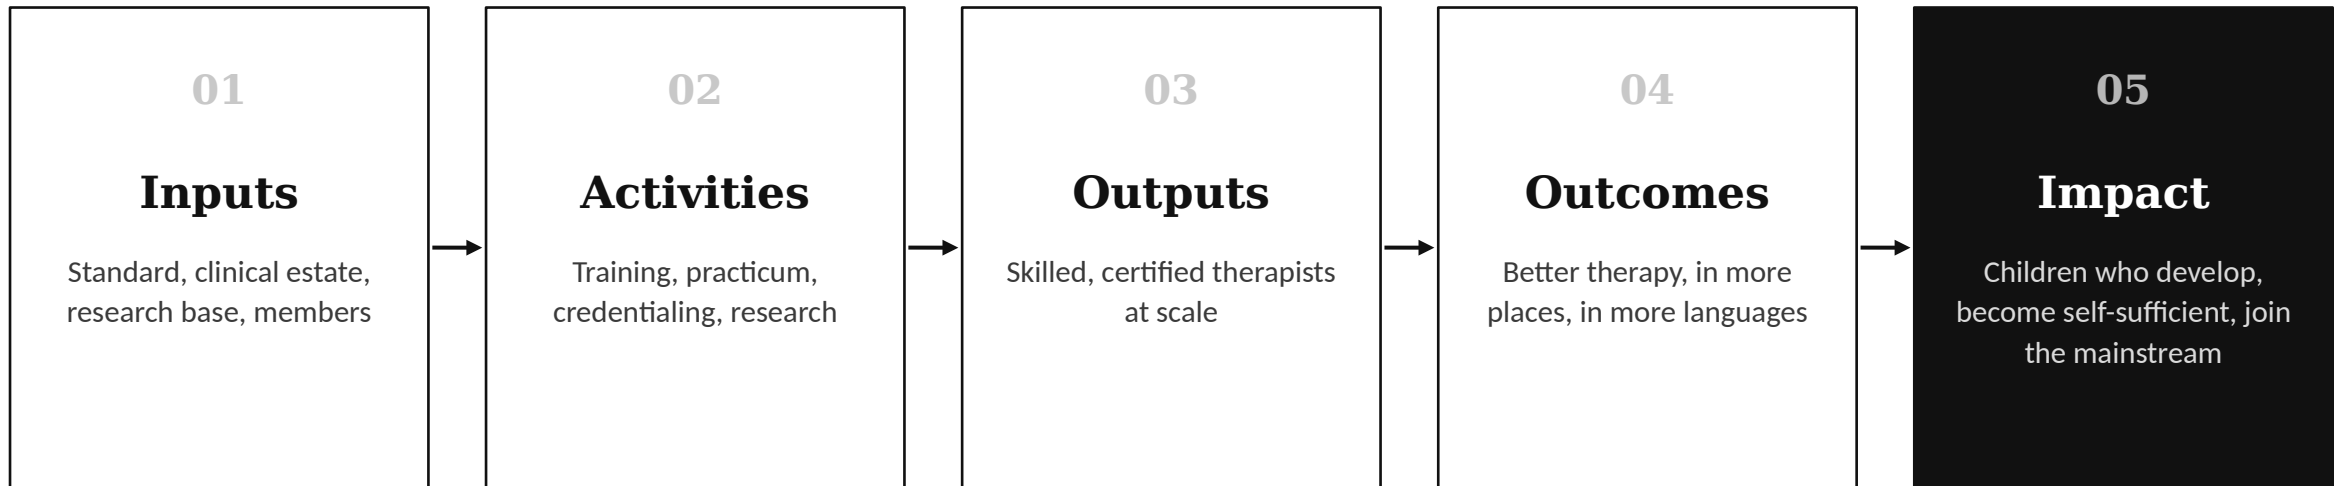 01
Inputs
Standard, clinical estate,
research base, members
02
Activities
Training, practicum,
credentialing, research
03
Outputs
Skilled, certified therapists
at scale
04
Outcomes
Better therapy, in more
places, in more languages
05
Impact
Children who develop,
become self-sufficient, join
the mainstream